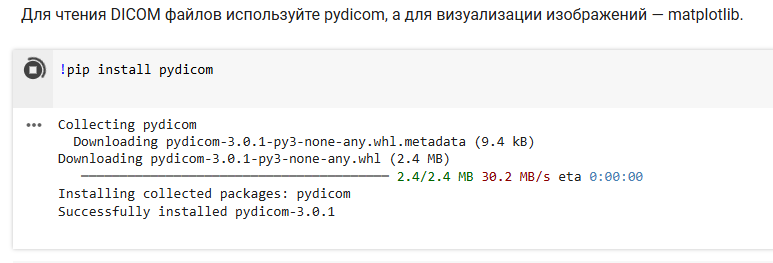 Для чтения DICOM файлов используйте pydicom, а для визуализации изображений — matplotlib.
!pip install pydicom
Collecting pydicom
Downloading pydicom-3.0.1-py3-none-any.whl.metadata (9.4 kB)
Downloading pydicom-3.0.1-py3-none-any.whl (2.4 MB)
2.4/2.4 MB 30.2 MB/s eta 0:00:00
Installing collected packages: pydicom
Successfully installed pydicom-3.0.1